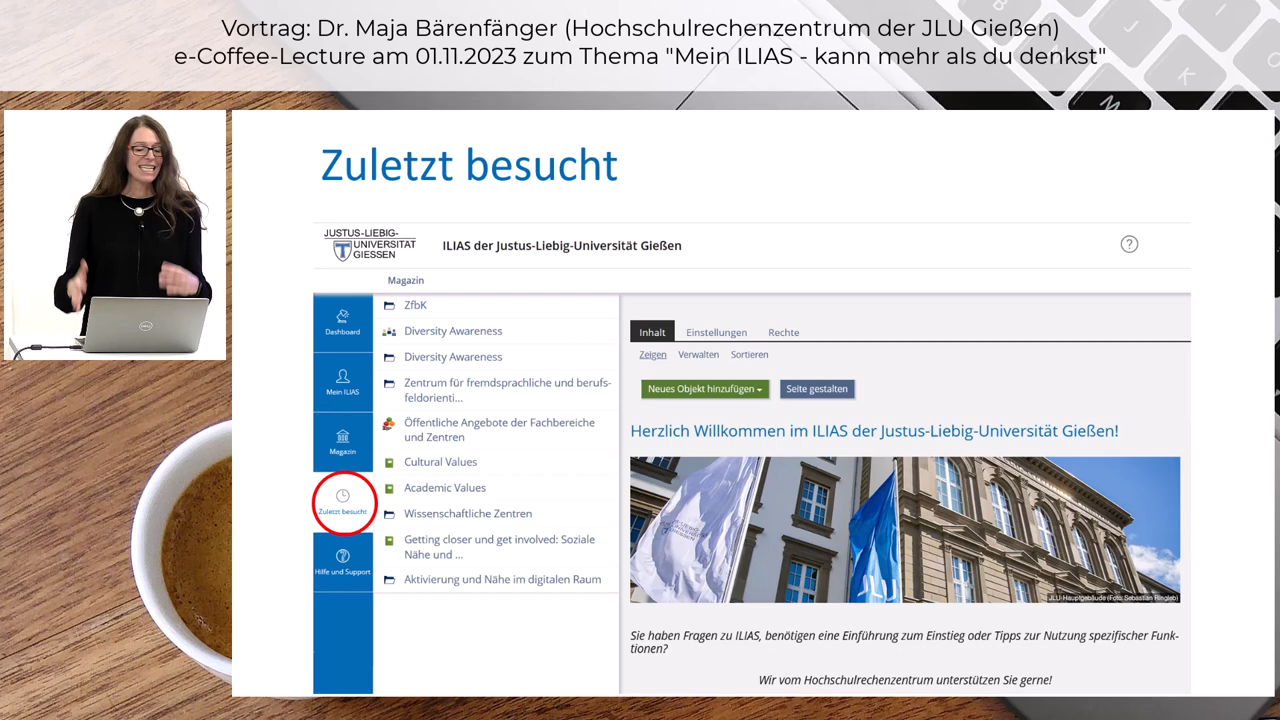 Vortrag: Dr. Maja Bärenfänger (Hochschulrechenzentrum der JLU Gießen)
e-Coffee-Lecture am 01.11.2023 zum Thema "Mein ILIAS - kann mehr als du denkst"
Zuletzt besucht
JUSTUS-LIEBIG-
UNIVERSITÄT
GIESSEN
ILIAS der Justus-Liebig-Universität Gießen
?
Magazin
Dashboard
Mein ILIAS
Magazin
Zuletzt besucht
Hilfe und Support
ZfbK
Diversity Awareness
Diversity Awareness
Zentrum für fremdsprachliche und berufs-
feldorienti...
Öffentliche Angebote der Fachbereiche
und Zentren
Cultural Values
Academic Values
Wissenschaftliche Zentren
Getting closer und get involved: Soziale
Nähe und ...
Aktivierung und Nähe im digitalen Raum
Inhalt Einstellungen Rechte
Zeigen Verwalten Sortieren
Neues Objekt hinzufügen Seite gestalten
Herzlich Willkommen im ILIAS der Justus-Liebig-Universität Gießen!
JLU-Hauptgebäude (Foto: Sebastian Ringleb)
Sie haben Fragen zu ILIAS, benötigen eine Einführung zum Einstieg oder Tipps zur Nutzung spezifischer Funk-
tionen?
Wir vom Hochschulrechenzentrum unterstützen Sie gerne!
DELL